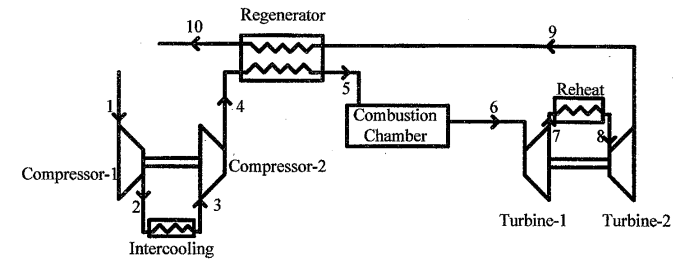 Regenerator
10
9
4
5
1
Combustion
Chamber
6
Reheat
7
8
Compressor-1
Compressor-2
2
3
Intercooling
Turbine-1
Turbine-2